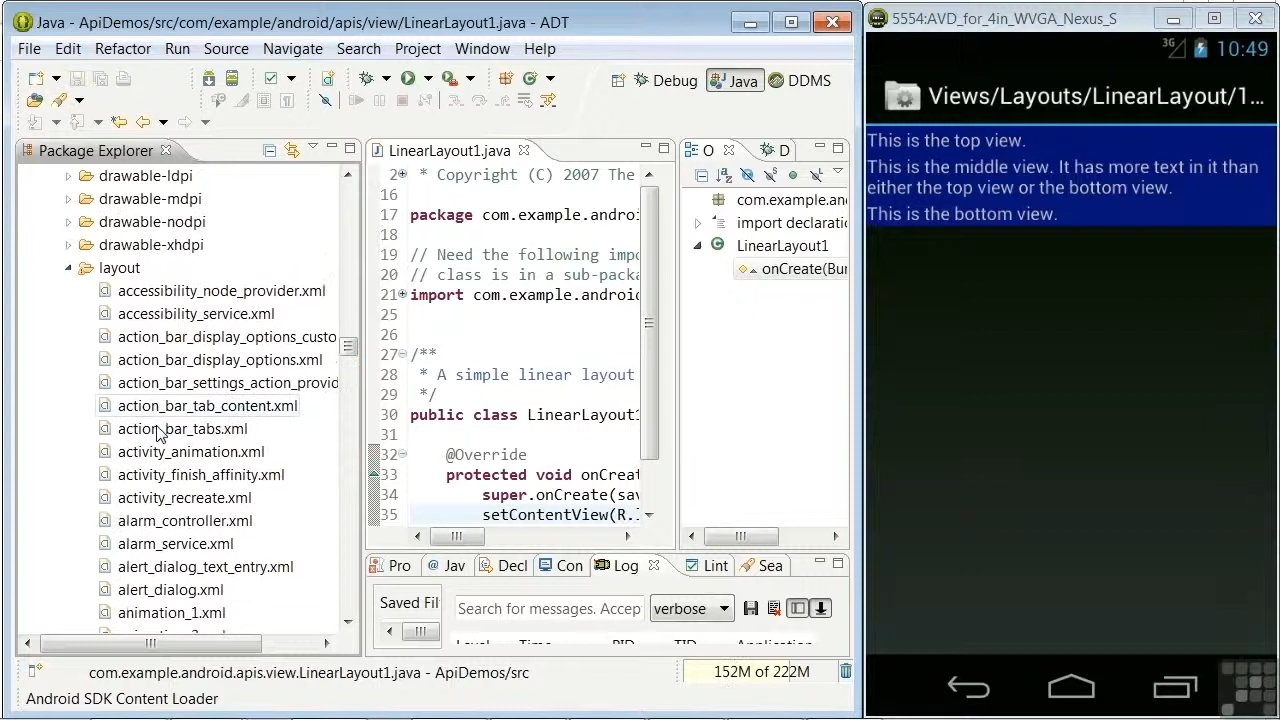 Java - ApiDemos/src/com/example/android/apis/view/LinearLayout1.java - ADT
File Edit Refactor Run Source Navigate Search Project Window Help
Debug Java DDMS
Package Explorer
drawable-ldpi
drawable-mdpi
drawable-nodpi
drawable-xhdpi
layout
accessibility_node_provider.xml
accessibility_service.xml
action_bar_display_options_custo
action_bar_display_options.xml
action_bar_settings_action_provid
action_bar_tab_content.xml
action_bar_tabs.xml
activity_animation.xml
activity_finish_affinity.xml
activity_recreate.xml
alarm_controller.xml
alarm_service.xml
alert_dialog_text_entry.xml
alert_dialog.xml
animation_1.xml
LinearLayout1.java
2 * Copyright (C) 2007 The
16
17 package com.example.androi
18
19 // Need the following impo
20 // class is in a sub-packa
21 import com.example.android
25
26
27 /**
28 * A simple linear layout
29 */
30 public class LinearLayout1
31
32 @Override
33 protected void onCreat
34 super.onCreate(sav
35 setContentView(R.l
O D
com.example.and
import declaratio
LinearLayout1
onCreate(Bun
Pro Jav Decl Con Log Lint Sea
Saved Fil
Search for messages. Accep verbose
Level Time PID TID Application
com.example.android.apis.view.LinearLayout1.java - ApiDemos/src 152M of 222M
Android SDK Content Loader
5554:AVD_for_4in_WVGA_Nexus_S
3G 10:49
Views/Layouts/LinearLayout/1...
This is the top view.
This is the middle view. It has more text in it than
either the top view or the bottom view.
This is the bottom view.